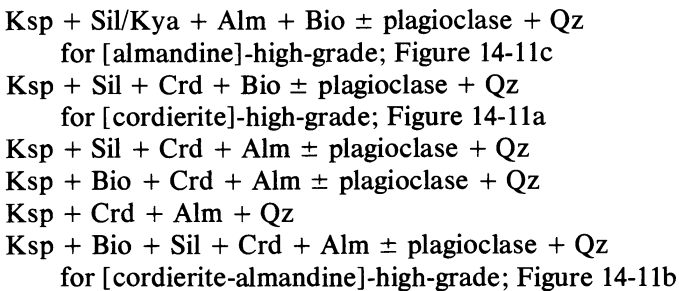 Ksp + Sil/Kya + Alm + Bio ± plagioclase + Qz
for [almandine]-high-grade; Figure 14-11c
Ksp + Sil + Crd + Bio ± plagioclase + Qz
for [cordierite]-high-grade; Figure 14-11a
Ksp + Sil + Crd + Alm ± plagioclase + Qz
Ksp + Bio + Crd + Alm ± plagioclase + Qz
Ksp + Crd + Alm + Qz
Ksp + Bio + Sil + Crd + Alm ± plagioclase + Qz
for [cordierite-almandine]-high-grade; Figure 14-11b